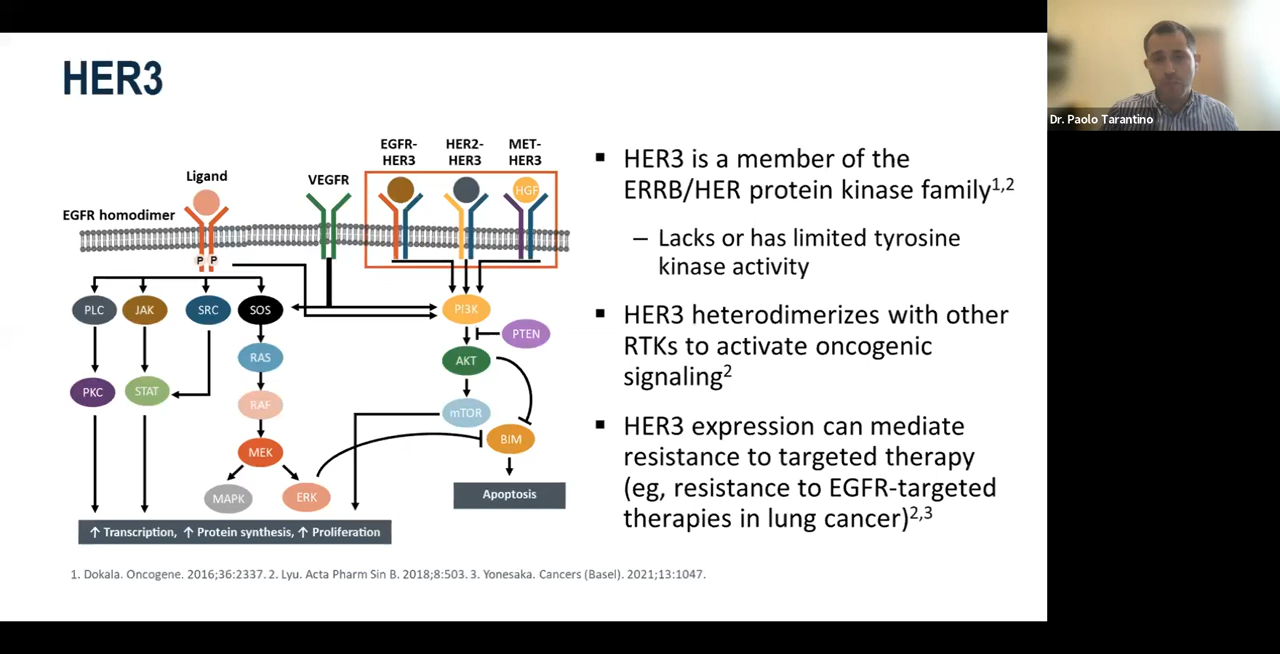 HER3
EGFR-
HER3
HER2-
HER3
MET-
HER3
Ligand
VEGFR
HGF
EGFR homodimer
P P
PLC
JAK
SRC
SOS
PI3K
PTEN
RAS
AKT
PKC
STAT
RAF
mTOR
BIM
MEK
MAPK
ERK
Apoptosis
↑ Transcription, ↑ Protein synthesis, ↑ Proliferation
▪ HER3 is a member of the
ERRB/HER protein kinase family1,2
– Lacks or has limited tyrosine
kinase activity
▪ HER3 heterodimerizes with other
RTKs to activate oncogenic
signaling2
▪ HER3 expression can mediate
resistance to targeted therapy
(eg, resistance to EGFR-targeted
therapies in lung cancer)2,3
1. Dokala. Oncogene. 2016;36:2337. 2. Lyu. Acta Pharm Sin B. 2018;8:503. 3. Yonesaka. Cancers (Basel). 2021;13:1047.
Dr. Paolo Tarantino